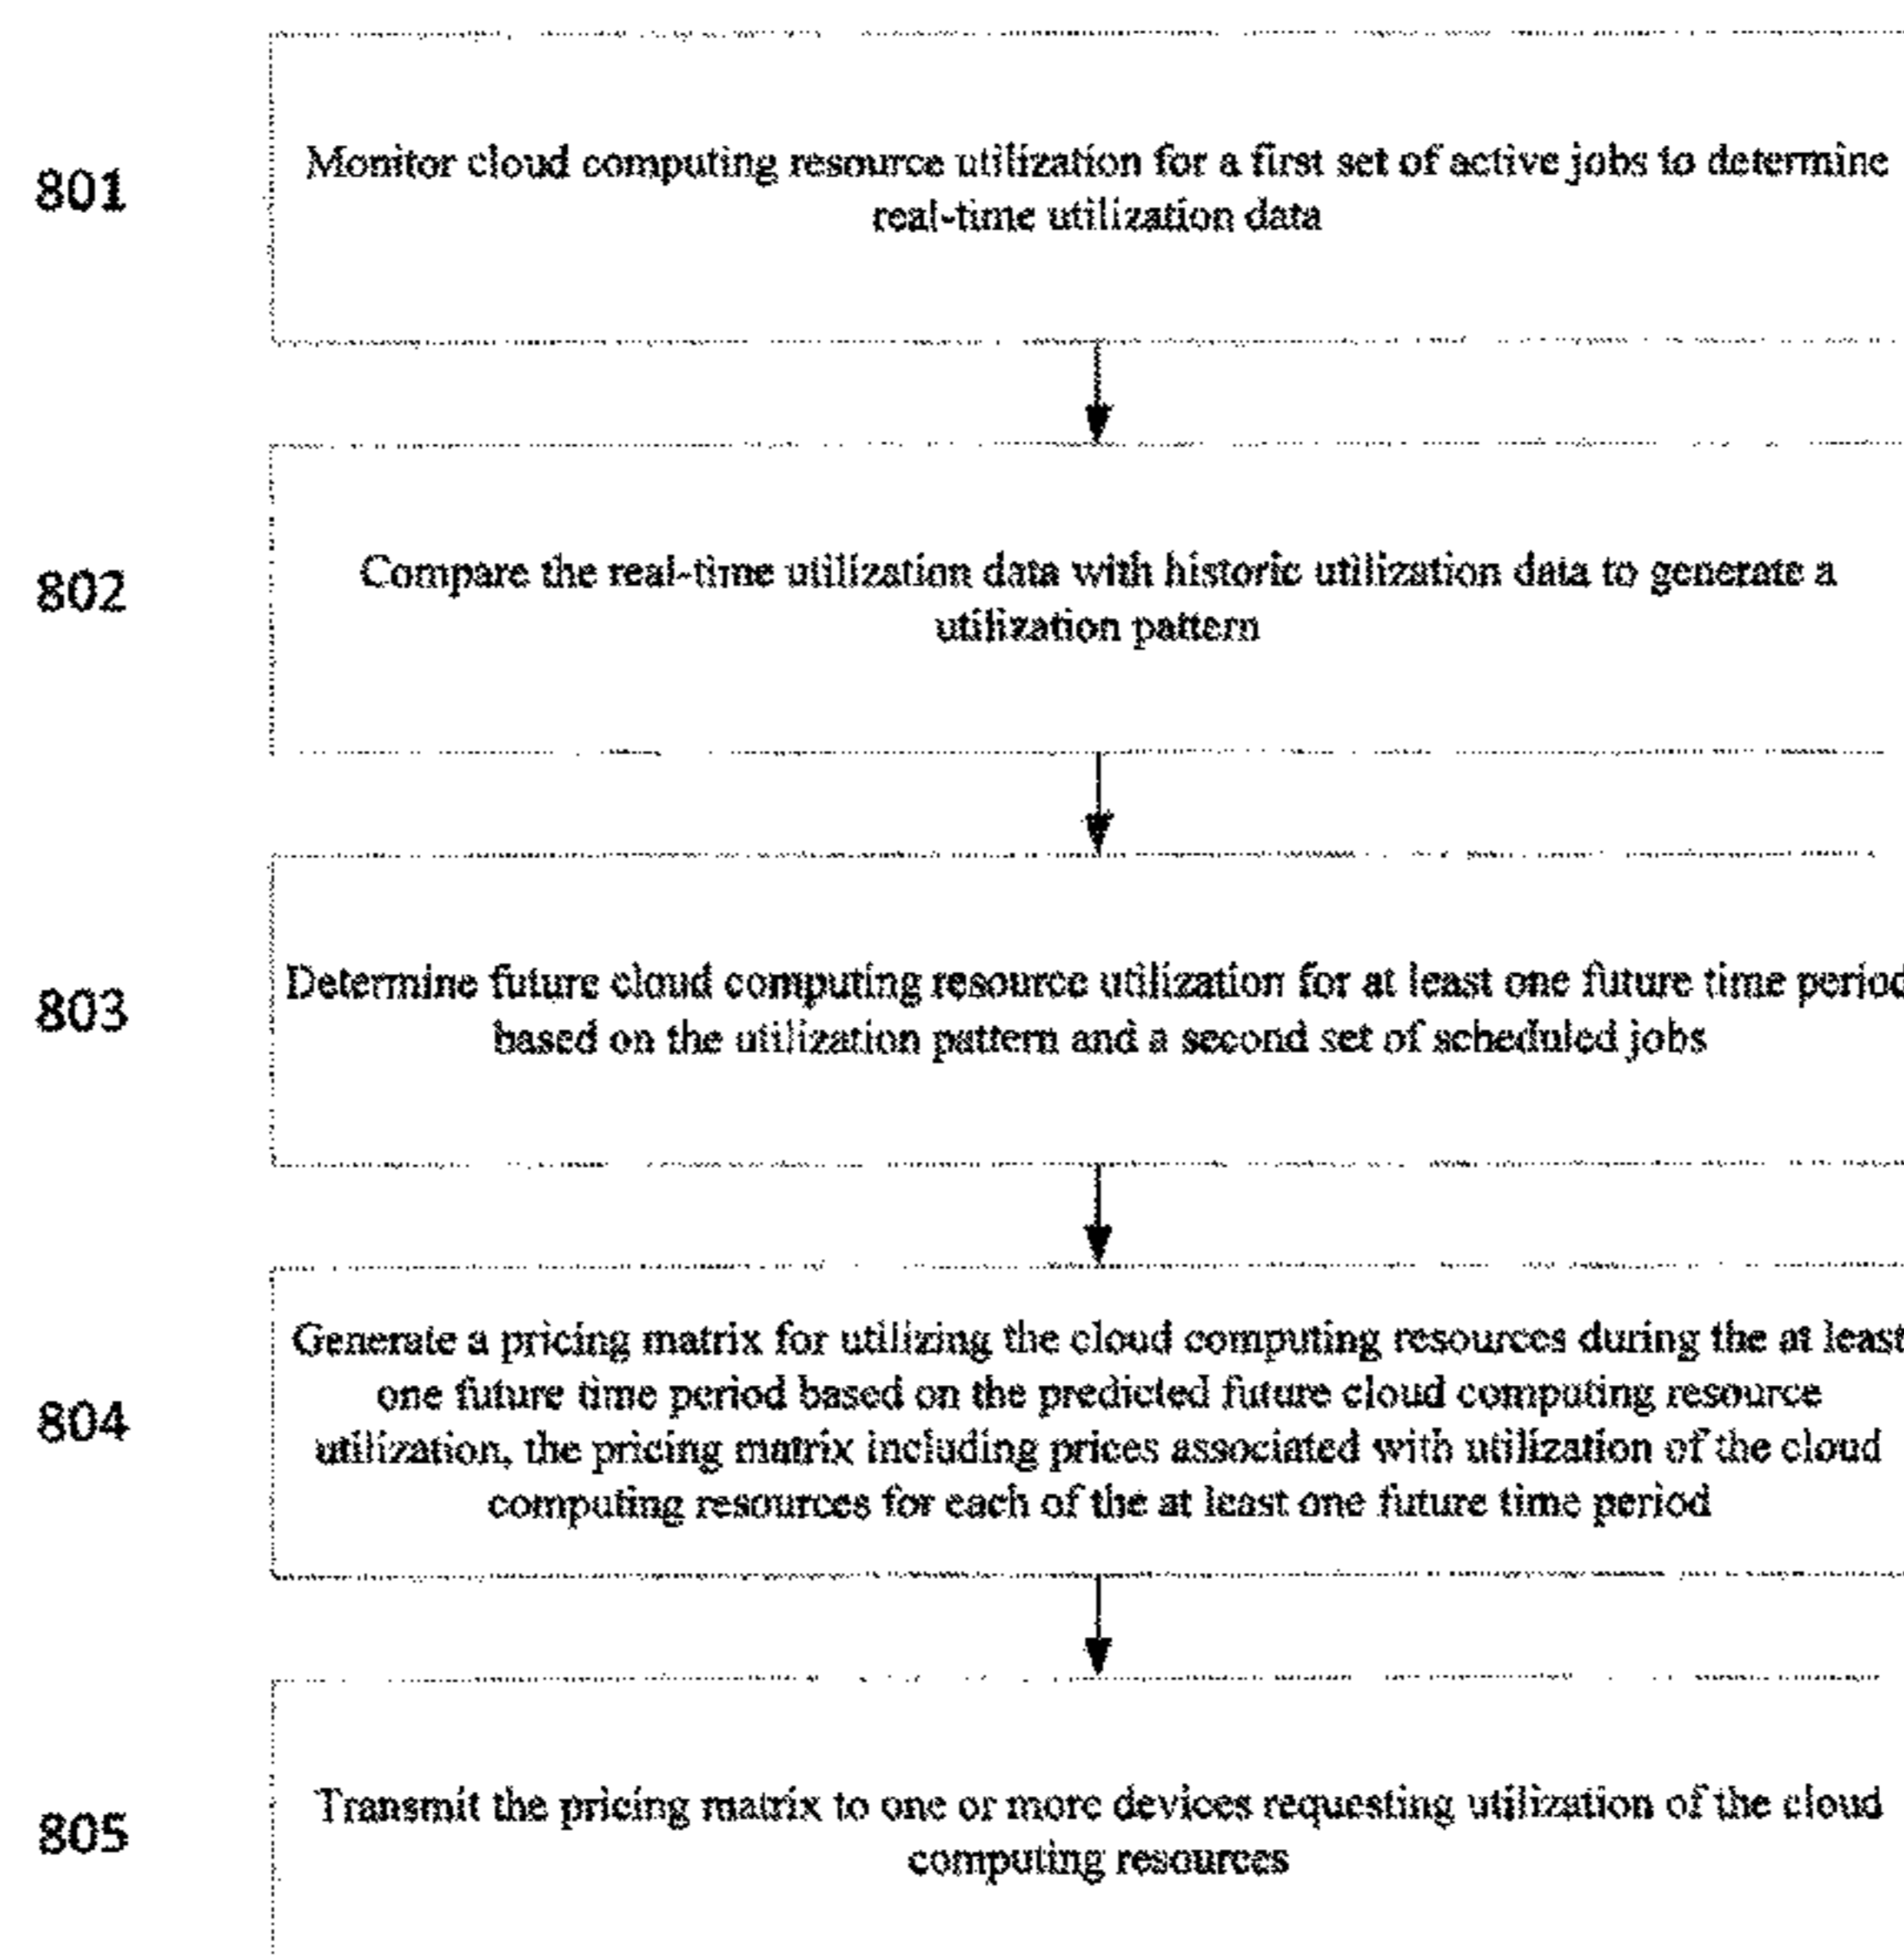 801
Monitor cloud computing resource utilization for a first set of active jobs to determine
real-time utilization data
802
Compare the real-time utilization data with historic utilization data to generate a
utilization pattern
803
Determine future cloud computing resource utilization for at least one future time period
based on the utilization pattern and a second set of scheduled jobs
804
Generate a pricing matrix for utilizing the cloud computing resources during the at least
one future time period based on the predicted future cloud computing resource
utilization, the pricing matrix including prices associated with utilization of the cloud
computing resources for each of the at least one future time period
805
Transmit the pricing matrix to one or more devices requesting utilization of the cloud
computing resources